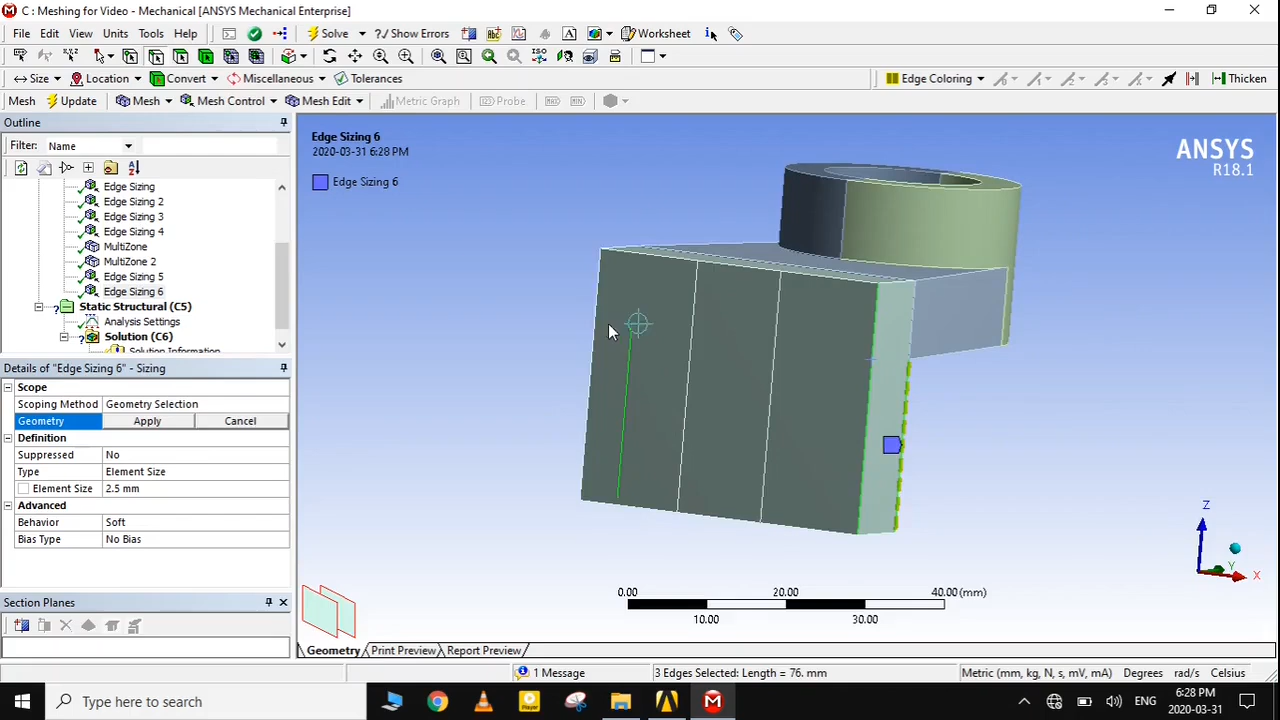 C : Meshing for Video - Mechanical [ANSYS Mechanical Enterprise]
File Edit View Units Tools Help Solve Show Errors Worksheet
Size Location Convert Miscellaneous Tolerances Edge Coloring Thicken
Mesh Update Mesh Mesh Control Mesh Edit Metric Graph Probe MAX MIN
Outline
Filter: Name
Edge Sizing
Edge Sizing 2
Edge Sizing 3
Edge Sizing 4
MultiZone
MultiZone 2
Edge Sizing 5
Edge Sizing 6
Static Structural (C5)
Analysis Settings
Solution (C6)
Solution Information
Details of "Edge Sizing 6" - Sizing
Scope
Scoping Method Geometry Selection
Geometry Apply Cancel
Definition
Suppressed No
Type Element Size
Element Size 2.5 mm
Advanced
Behavior Soft
Bias Type No Bias
Section Planes
Edge Sizing 6
2020-03-31 6:28 PM
Edge Sizing 6
ANSYS
R18.1
Z
Y
X
0.00 20.00 40.00 (mm)
10.00 30.00
Geometry Print Preview Report Preview
1 Message 3 Edges Selected: Length = 76. mm Metric (mm, kg, N, s, mV, mA) Degrees rad/s Celsius
Type here to search
ENG
6:28 PM
2020-03-31